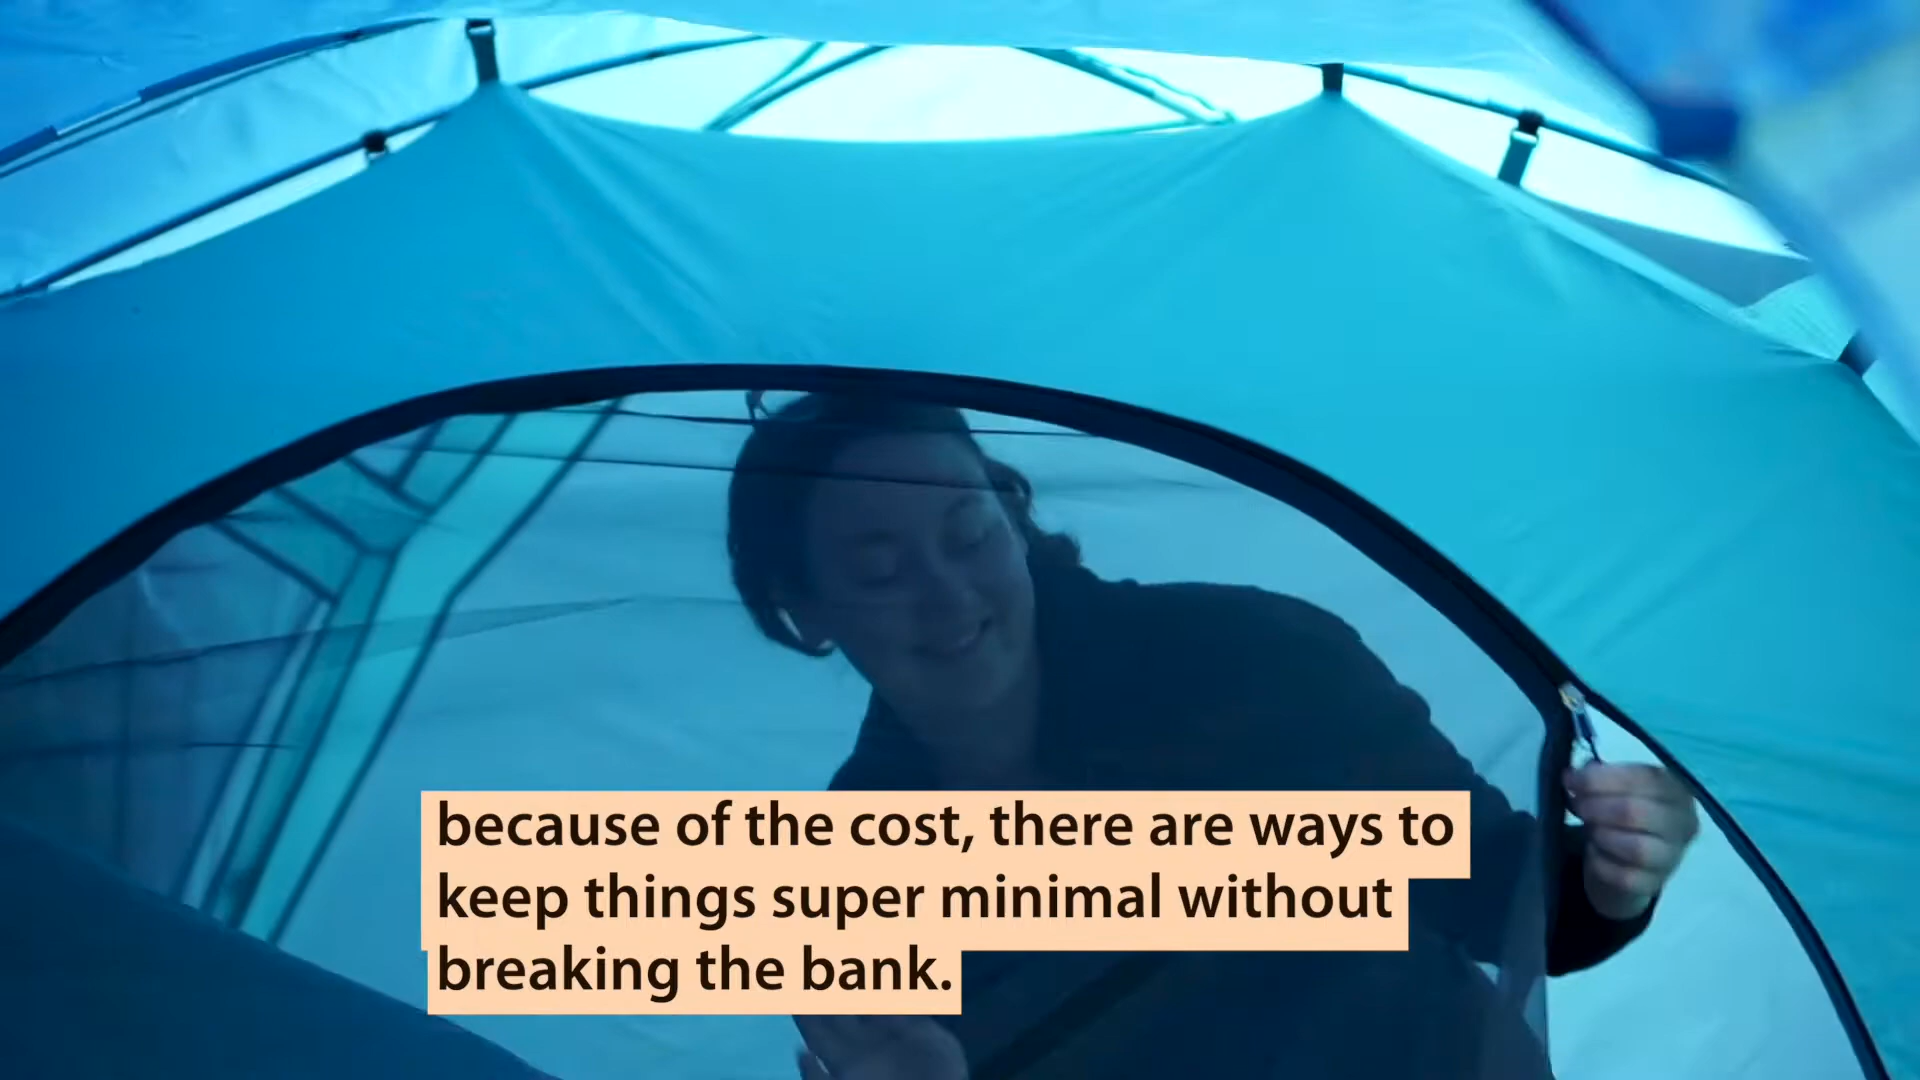 because of the cost, there are ways to
keep things super minimal without
breaking the bank.